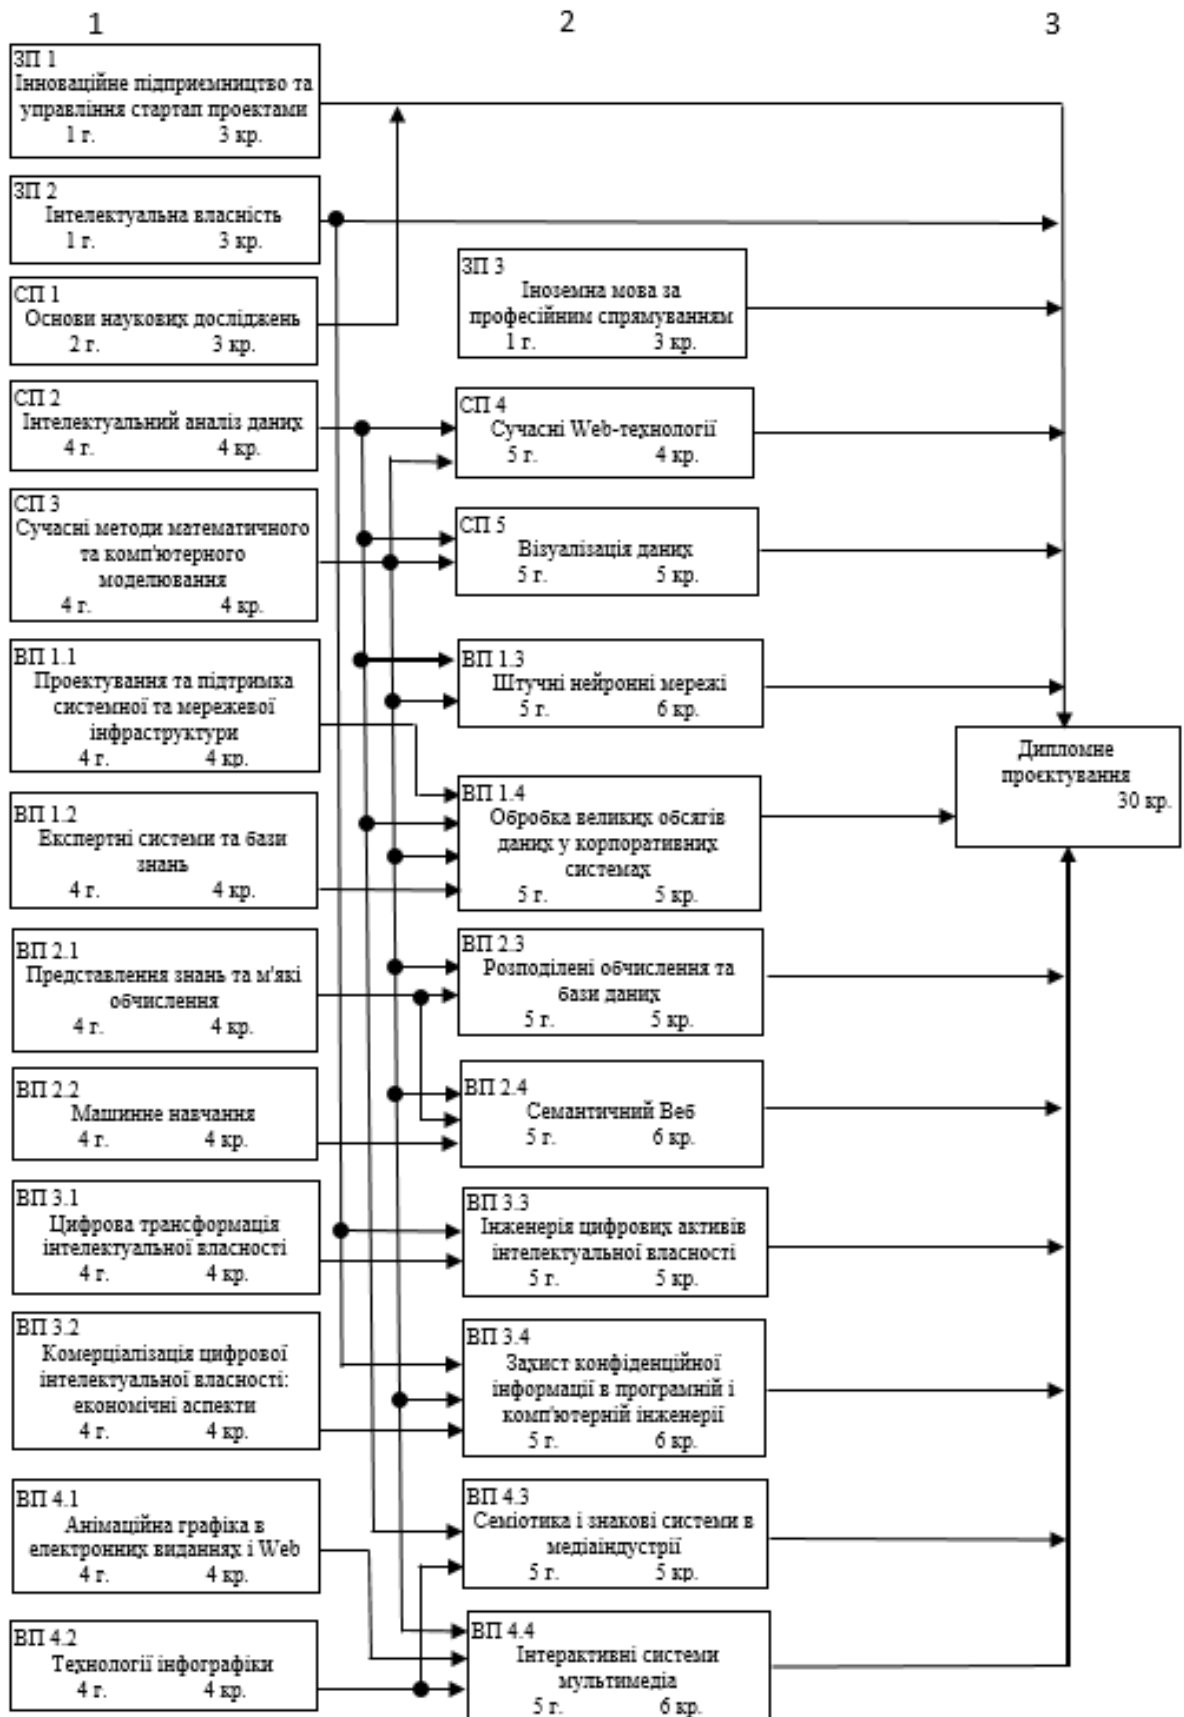 1
2
3
ЗП 1
Інноваційне підприємництво та
управління стартап проектами
1 г. 3 кр.
ЗП 2
Інтелектуальна власність
1 г. 3 кр.
СП 1
Основи наукових досліджень
2 г. 3 кр.
СП 2
Інтелектуальний аналіз даних
4 г. 4 кр.
СП 3
Сучасні методи математичного
та комп'ютерного
моделювання
4 г. 4 кр.
ВП 1.1
Проектування та підтримка
системної та мережевої
інфраструктури
4 г. 4 кр.
ВП 1.2
Експертні системи та бази
знань
4 г. 4 кр.
ВП 2.1
Представлення знань та м'які
обчислення
4 г. 4 кр.
ВП 2.2
Машинне навчання
4 г. 4 кр.
ВП 3.1
Цифрова трансформація
інтелектуальної власності
4 г. 4 кр.
ВП 3.2
Комерціалізація цифрової
інтелектуальної власності:
економічні аспекти
4 г. 4 кр.
ВП 4.1
Анімаційна графіка в
електронних виданнях і Web
4 г. 4 кр.
ВП 4.2
Технології інфографіки
4 г. 4 кр.
ЗП 3
Іноземна мова за
професійним спрямуванням
1 г. 3 кр.
СП 4
Сучасні Web-технології
5 г. 4 кр.
СП 5
Візуалізація даних
5 г. 5 кр.
ВП 1.3
Штучні нейронні мережі
5 г. 6 кр.
ВП 1.4
Обробка великих обсягів
даних у корпоративних
системах
5 г. 5 кр.
ВП 2.3
Розподілені обчислення та
бази даних
5 г. 5 кр.
ВП 2.4
Семантичний Веб
5 г. 6 кр.
ВП 3.3
Інженерія цифрових активів
інтелектуальної власності
5 г. 5 кр.
ВП 3.4
Захист конфіденційної
інформації в програмній і
комп'ютерній інженерії
5 г. 6 кр.
ВП 4.3
Семіотика і знакові системи в
медіаіндустрії
5 г. 5 кр.
ВП 4.4
Інтерактивні системи
мультимедіа
5 г. 6 кр.
Дипломне
проєктування
30 кр.